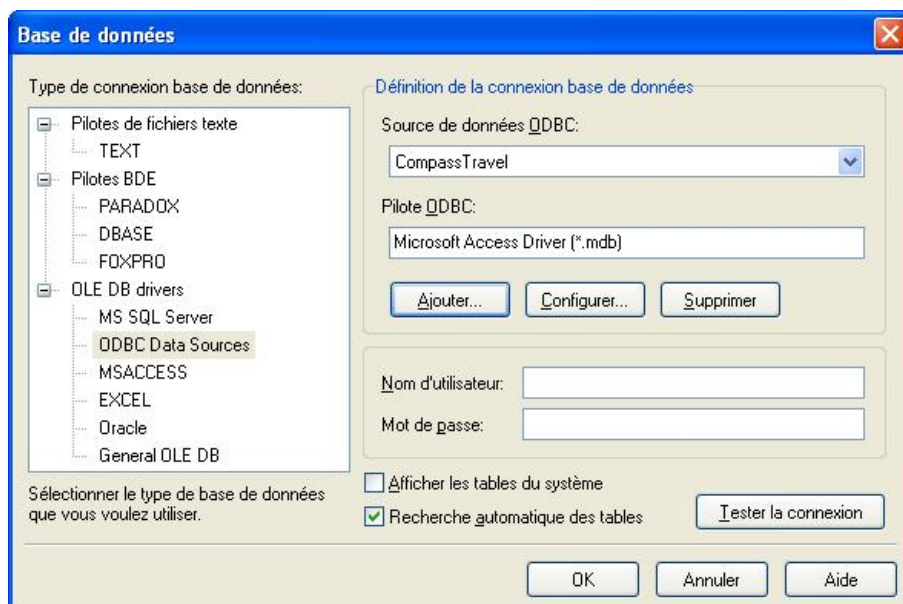 Base de données
Type de connexion base de données:
Pilotes de fichiers texte
TEXT
Pilotes BDE
PARADOX
DBASE
FOXPRO
OLE DB drivers
MS SQL Server
ODBC Data Sources
MSACCESS
EXCEL
Oracle
General OLE DB
Sélectionner le type de base de données
que vous voulez utiliser.
Définition de la connexion base de données
Source de données ODBC:
CompassTravel
Pilote ODBC:
Microsoft Access Driver (*.mdb)
Ajouter... Configurer... Supprimer
Nom d'utilisateur:
Mot de passe:
Afficher les tables du système
Recherche automatique des tables
Tester la connexion
OK Annuler Aide